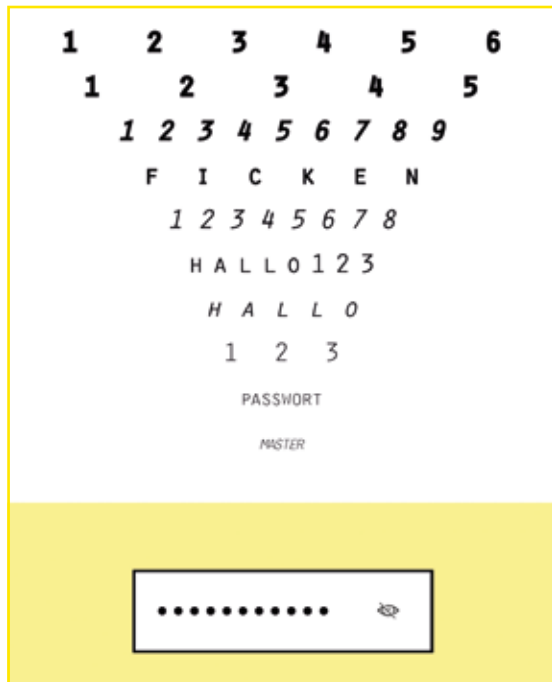 1 2 3 4 5 6
1 2 3 4 5
1 2 3 4 5 6 7 8 9
F I C K E N
1 2 3 4 5 6 7 8
H A L L O 1 2 3
H A L L O
1 2 3
PASSWORT
MASTER